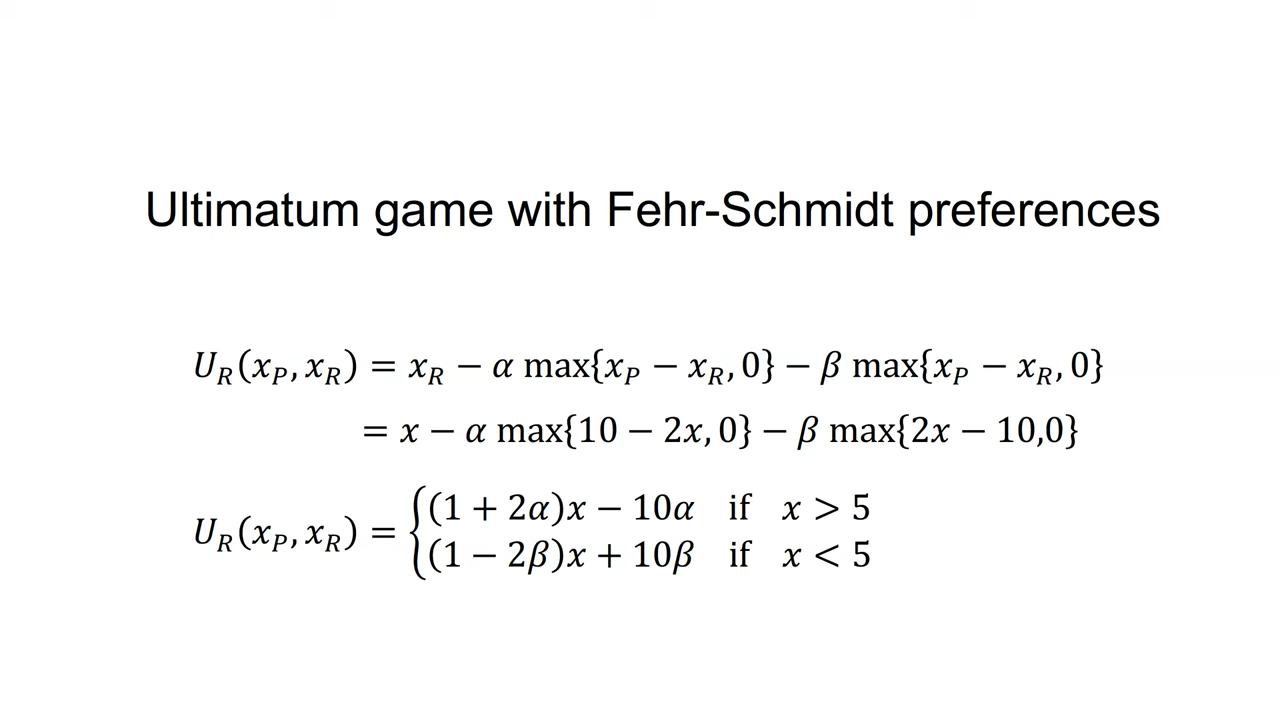 Ultimatum game with Fehr-Schmidt preferences
U_R(x_P, x_R) = x_R − α max{x_P − x_R, 0} − β max{x_P − x_R, 0}
= x − α max{10 − 2x, 0} − β max{2x − 10,0}
U_R(x_P, x_R) = { (1 + 2α)x − 10α if x > 5
(1 − 2β)x + 10β if x < 5